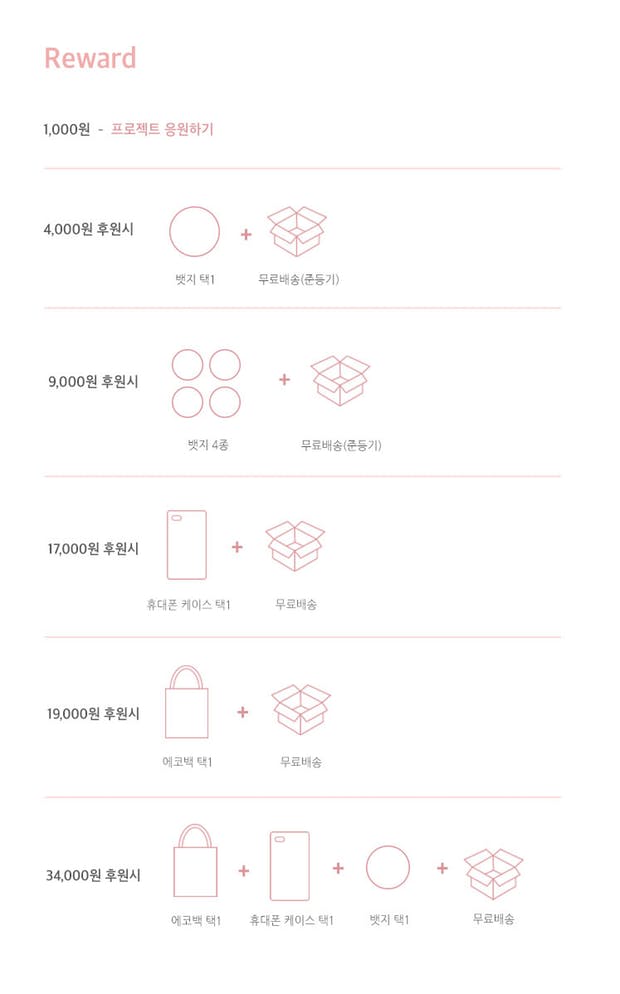 Reward
1,000원 - 프로젝트 응원하기
4,000원 후원시
+
뱃지 택1 무료배송(준등기)
9,000원 후원시
+
뱃지 4종 무료배송(준등기)
17,000원 후원시
+
휴대폰 케이스 택1 무료배송
19,000원 후원시
+
에코백 택1 무료배송
34,000원 후원시
+ + +
에코백 택1 휴대폰 케이스 택1 뱃지 택1 무료배송